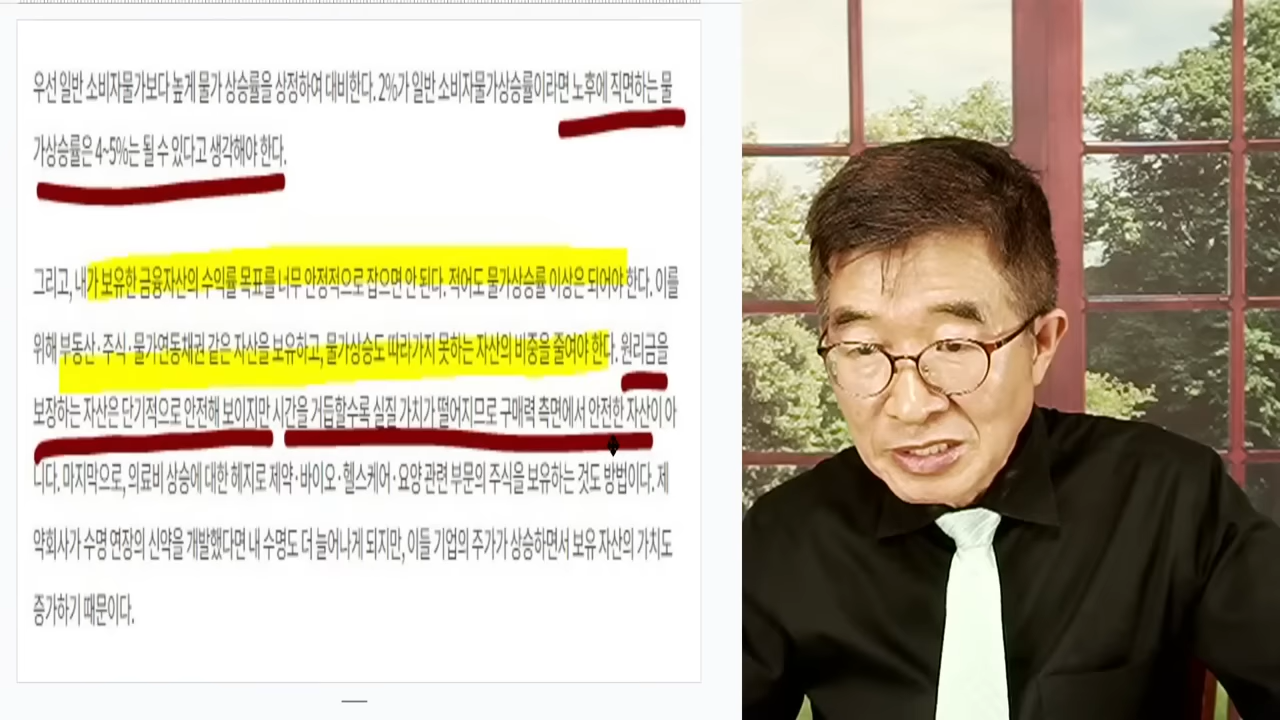 우선 일반 소비자물가보다 높게 물가 상승률을 상정하여 대비한다. 2%가 일반 소비자물가상승률이라면 노후에 직면하는 물
가상승률은 4~5%는 될 수 있다고 생각해야 한다.
그리고, 내가 보유한 금융자산의 수익률 목표를 너무 안정적으로 잡으면 안 된다. 적어도 물가상승률 이상은 되어야 한다. 이를
위해 부동산·주식·물가연동채권 같은 자산을 보유하고, 물가상승도 따라가지 못하는 자산의 비중을 줄여야 한다. 원리금을
보장하는 자산은 단기적으로 안전해 보이지만 시간을 거듭할수록 실질 가치가 떨어지므로 구매력 측면에서 안전한 자산이 아
니다. 마지막으로, 의료비 상승에 대한 헤지로 제약·바이오·헬스케어·요양 관련 부문의 주식을 보유하는 것도 방법이다. 제
약회사가 수명 연장의 신약을 개발했다면 내 수명도 더 늘어나게 되지만, 이들 기업의 주가가 상승하면서 보유 자산의 가치도
증가하기 때문이다.